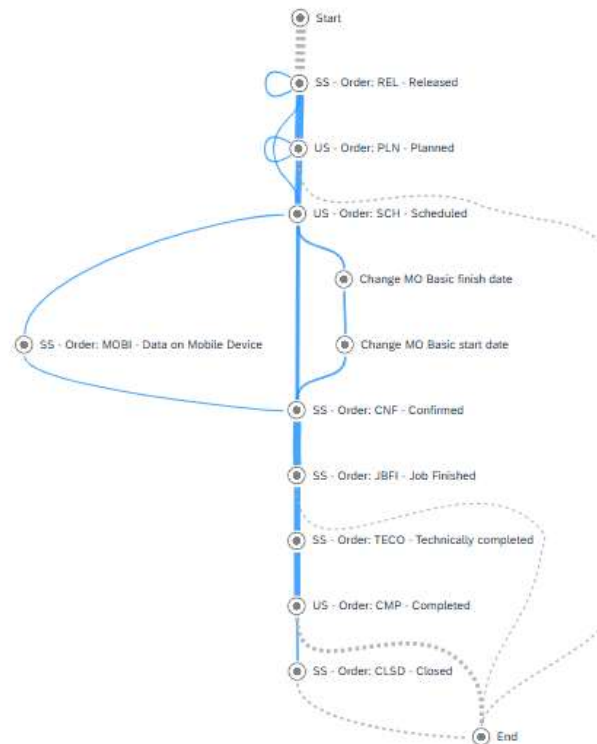 Start
SS - Order: REL - Released
US - Order: PLN - Planned
US - Order: SCH - Scheduled
Change MO Basic finish date
SS - Order: MOBI - Data on Mobile Device
Change MO Basic start date
SS - Order: CNF - Confirmed
SS - Order: JBFI - Job Finished
SS - Order: TECO - Technically completed
US - Order: CMP - Completed
SS - Order: CLSD - Closed
End